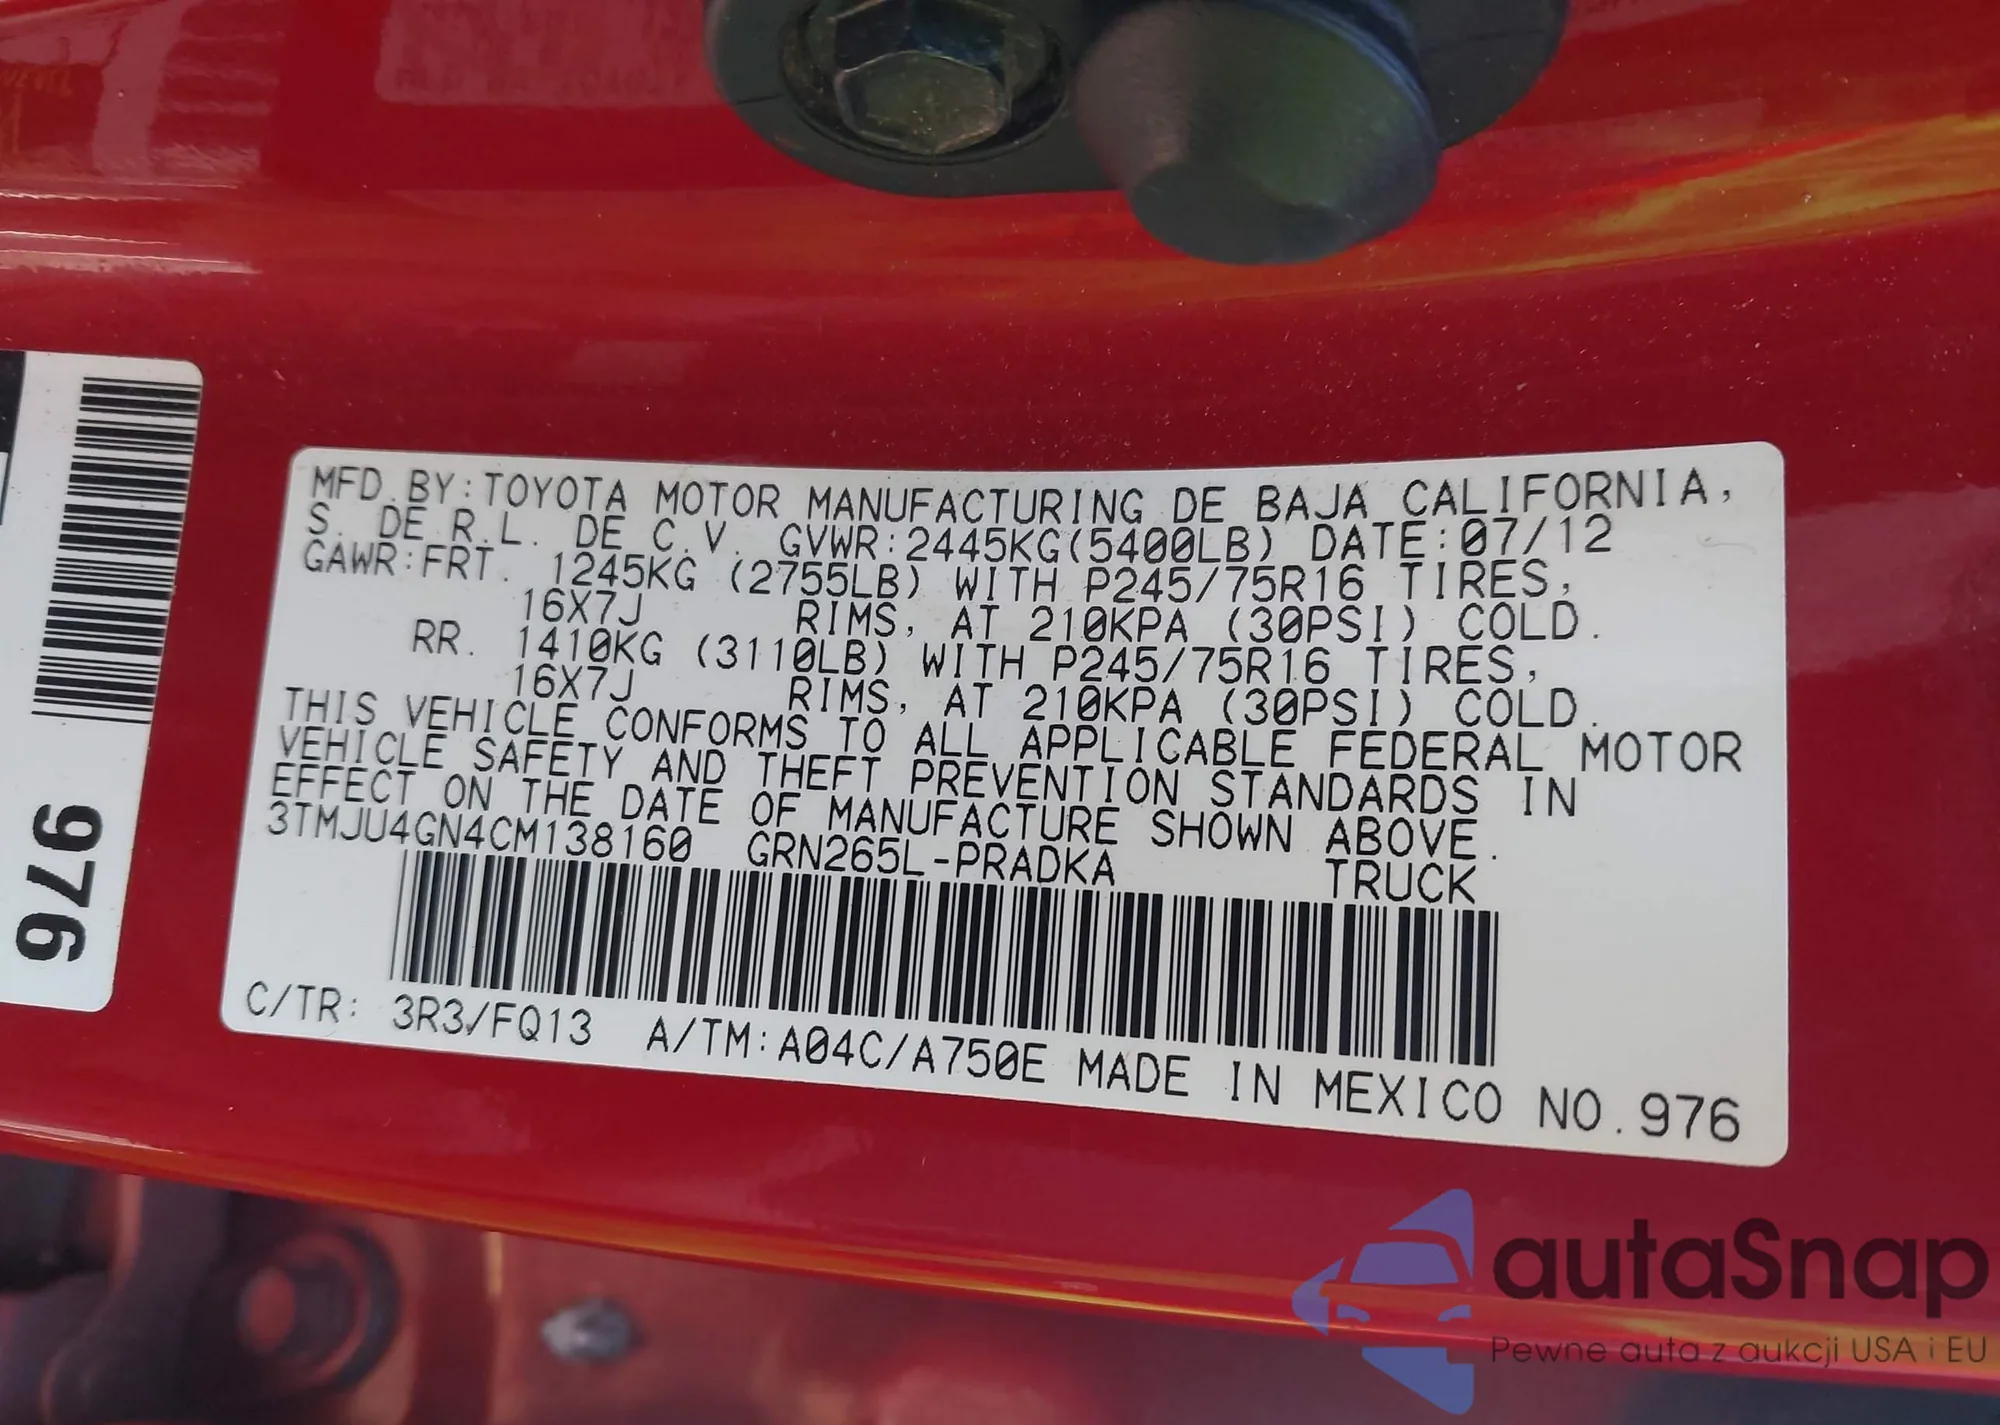 MFD.BY:TOYOTA MOTOR MANUFACTURING DE BAJA CALIFORNIA,
S. DE R.L. DE C.V. GVWR:2445KG(5400LB) DATE:07/12
GAWR:FRT. 1245KG (2755LB) WITH P245/75R16 TIRES,
16X7J RIMS, AT 210KPA (30PSI) COLD.
RR. 1410KG (3110LB) WITH P245/75R16 TIRES,
16X7J RIMS, AT 210KPA (30PSI) COLD.
THIS VEHICLE CONFORMS TO ALL APPLICABLE FEDERAL MOTOR
VEHICLE SAFETY AND THEFT PREVENTION STANDARDS IN
EFFECT ON THE DATE OF MANUFACTURE SHOWN ABOVE.
3TMJU4GN4CM138160 GRN265L-PRADKA TRUCK
C/TR: 3R3/FQ13 A/TM:A04C/A750E MADE IN MEXICO NO.976
976
autaSnap
Pewne auta z aukcji USA i EU